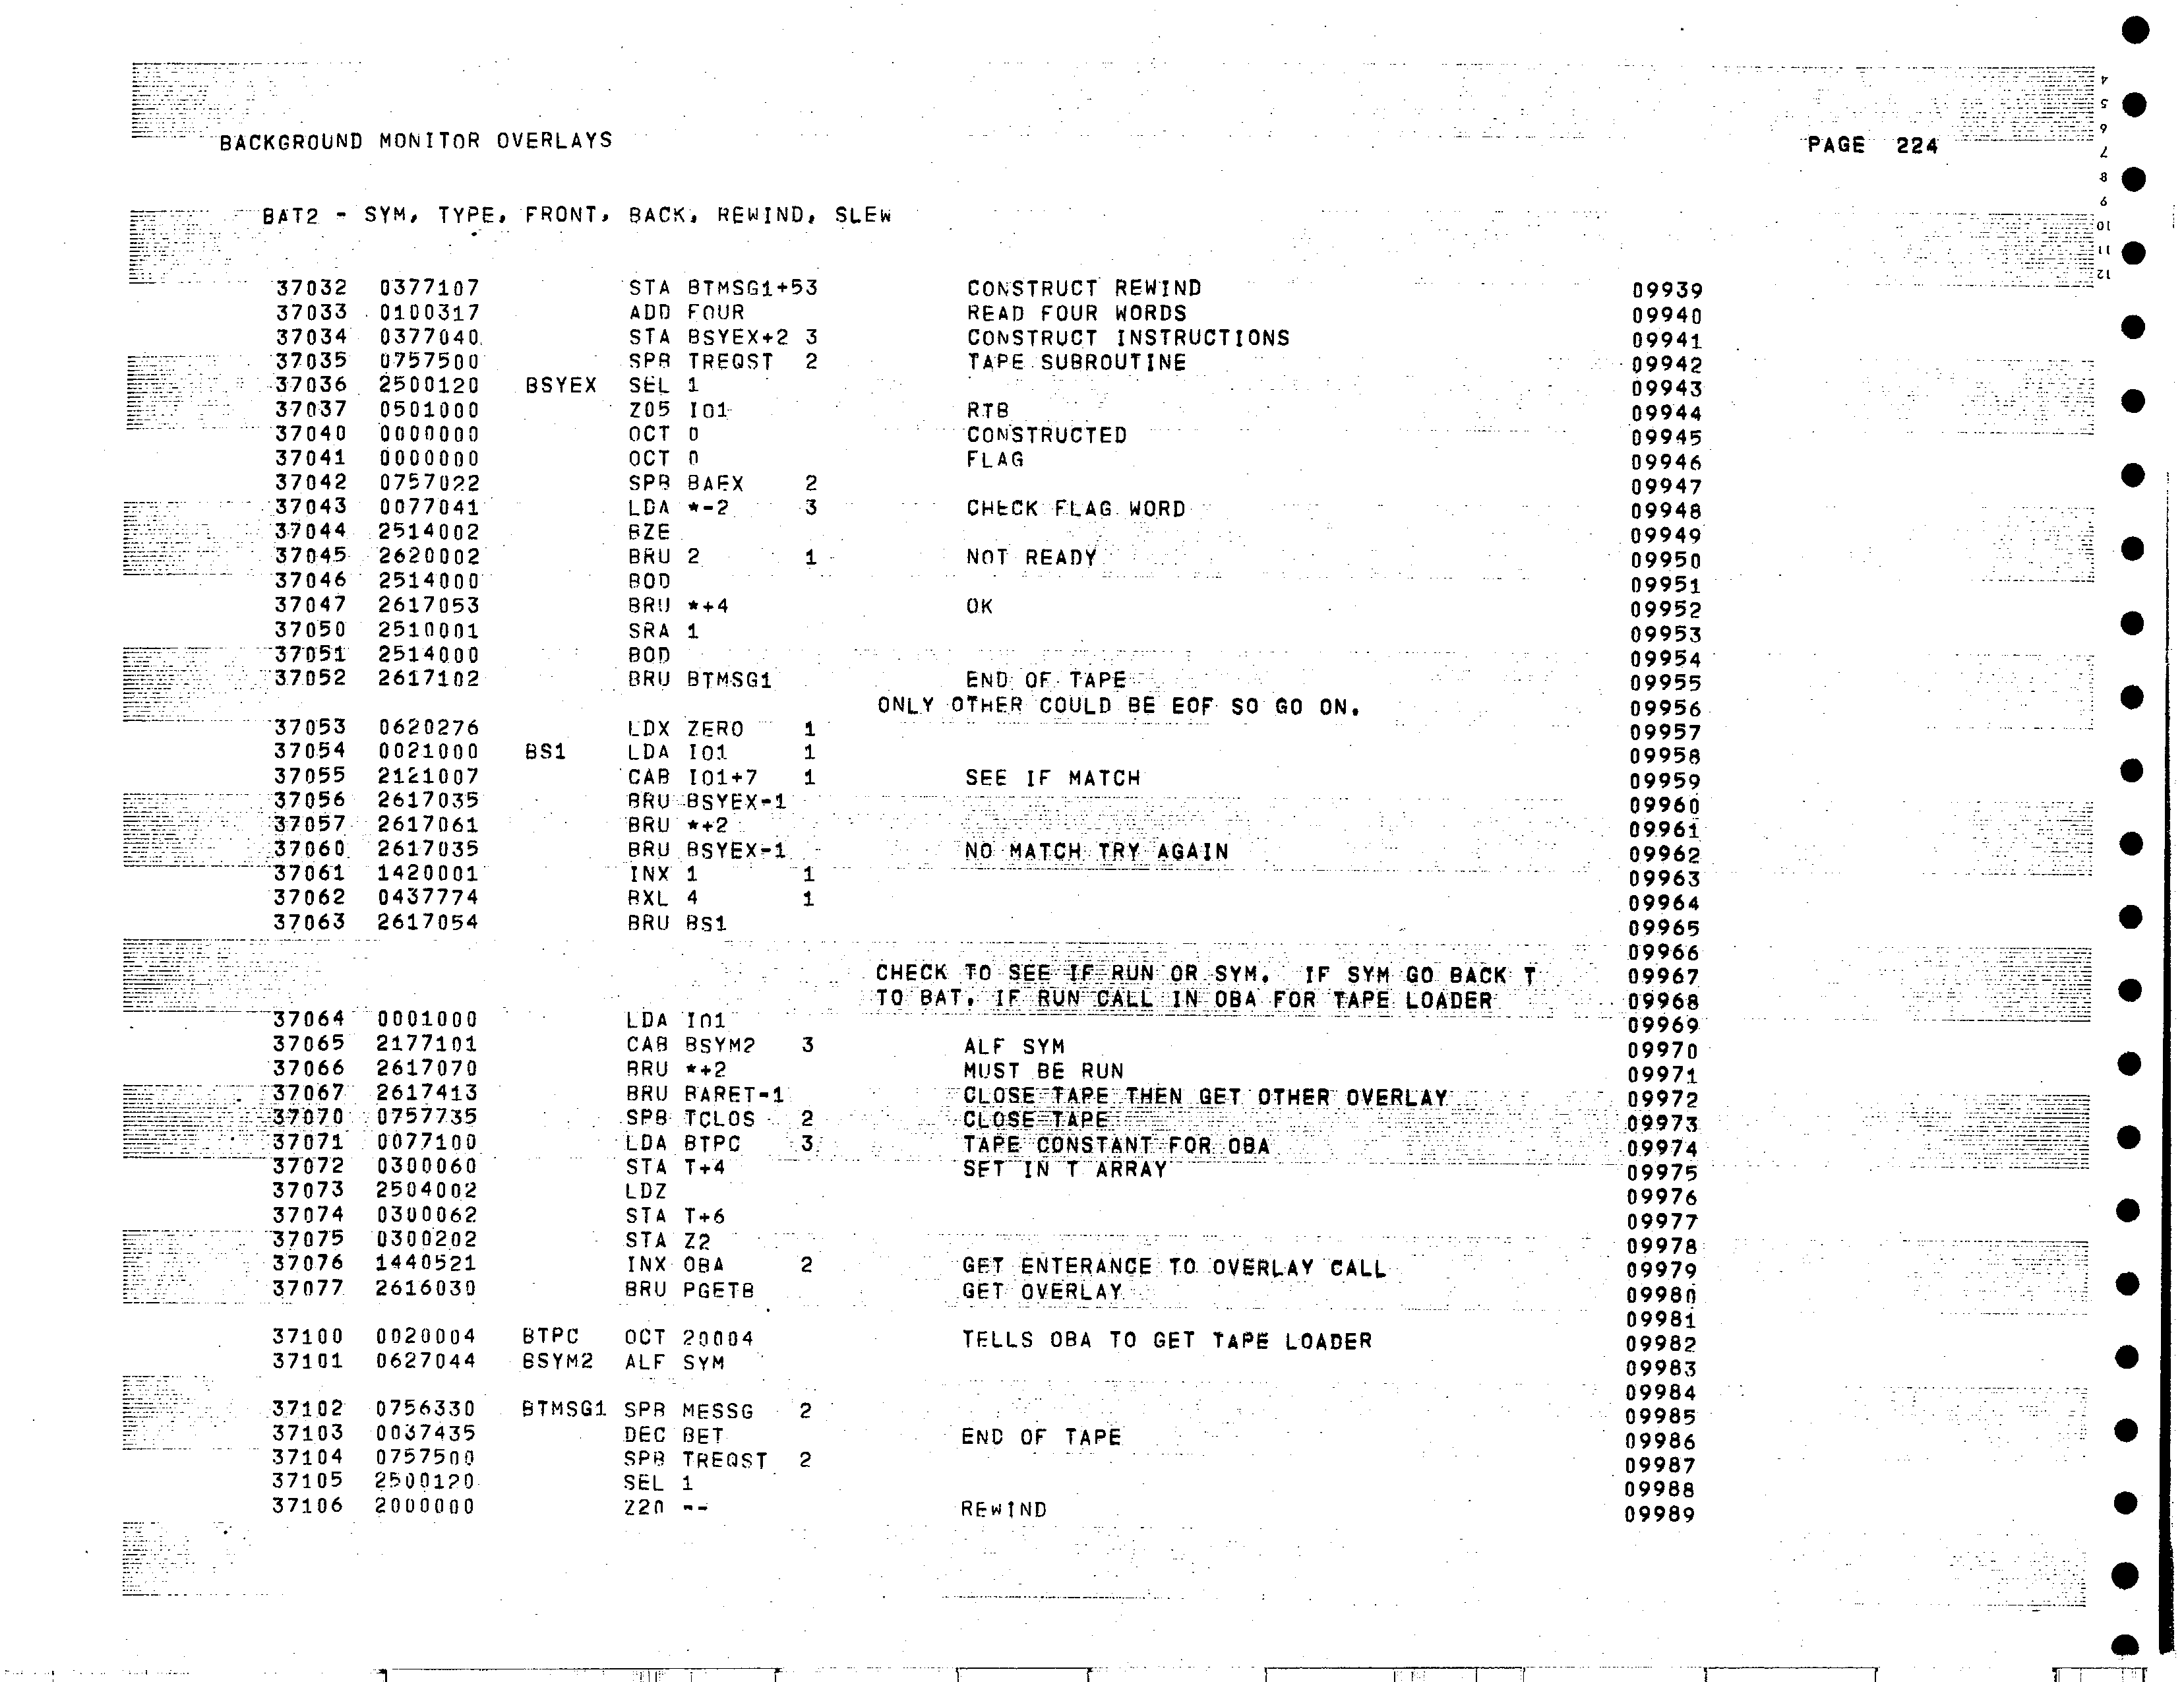 BACKGROUND MONITOR OVERLAYS PAGE 224
BAT2 - SYM, TYPE, FRONT, BACK, REWIND, SLEW
37032 0377107 STA BTMSG1+53 CONSTRUCT REWIND 09939
37033 0100317 ADD FOUR READ FOUR WORDS 09940
37034 0377040 STA BSYEX+2 3 CONSTRUCT INSTRUCTIONS 09941
37035 0757500 SPB TREQST 2 TAPE SUBROUTINE 09942
37036 2500120 BSYEX SEL 1 09943
37037 0501000 Z05 IO1 RTB 09944
37040 0000000 OCT 0 CONSTRUCTED 09945
37041 0000000 OCT 0 FLAG 09946
37042 0757022 SPB BAEX 2 09947
37043 0077041 LDA *-2 3 CHECK FLAG WORD 09948
37044 2514002 BZE 09949
37045 2620002 BRU 2 1 NOT READY 09950
37046 2514000 BOD 09951
37047 2617053 BRU *+4 OK 09952
37050 2510001 SRA 1 09953
37051 2514000 BOD 09954
37052 2617102 BRU BTMSG1 END OF TAPE 09955
ONLY OTHER COULD BE EOF SO GO ON. 09956
37053 0620276 LDX ZERO 1 09957
37054 0021000 BS1 LDA IO1 1 09958
37055 2121007 CAB IO1+7 1 SEE IF MATCH 09959
37056 2617035 BRU BSYEX-1 09960
37057 2617061 BRU *+2 09961
37060 2617035 BRU BSYEX-1 NO MATCH TRY AGAIN 09962
37061 1420001 INX 1 1 09963
37062 0437774 BXL 4 1 09964
37063 2617054 BRU BS1 09965
09966
CHECK TO SEE IF RUN OR SYM. IF SYM GO BACK T 09967
TO BAT, IF RUN CALL IN OBA FOR TAPE LOADER 09968
37064 0001000 LDA IO1 09969
37065 2177101 CAB BSYM2 3 ALF SYM 09970
37066 2617070 BRU *+2 MUST BE RUN 09971
37067 2617413 BRU BARET-1 CLOSE TAPE THEN GET OTHER OVERLAY 09972
37070 0757735 SPB TCLOS 2 CLOSE TAPE 09973
37071 0077100 LDA BTPC 3 TAPE CONSTANT FOR OBA 09974
37072 0300060 STA T+4 SET IN T ARRAY 09975
37073 2504002 LDZ 09976
37074 0300062 STA T+6 09977
37075 0300202 STA Z2 09978
37076 1440521 INX OBA 2 GET ENTERANCE TO OVERLAY CALL 09979
37077 2616030 BRU PGETB GET OVERLAY 09980
09981
37100 0020004 BTPC OCT 20004 TELLS OBA TO GET TAPE LOADER 09982
37101 0627044 BSYM2 ALF SYM 09983
09984
37102 0756330 BTMSG1 SPB MESSG 2 09985
37103 0037435 DEC BET END OF TAPE 09986
37104 0757500 SPB TREQST 2 09987
37105 2500120 SEL 1 09988
37106 2000000 Z20 -- REWIND 09989
4
5
6
7
8
9
10
11
12